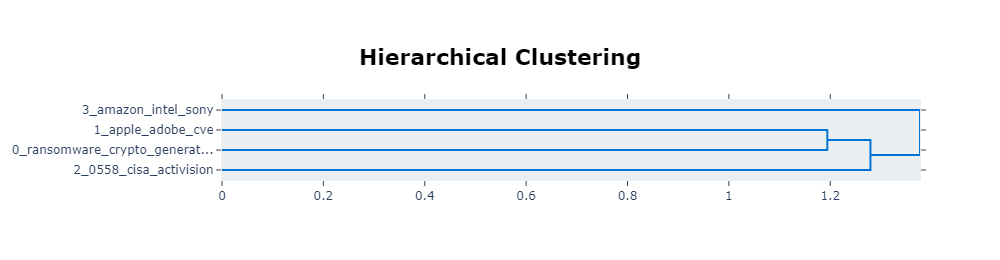 Hierarchical Clustering
3_amazon_intel_sony
1_apple_adobe_cve
0_ransomware_crypto_generat...
2_0558_cisa_activision
0 0.2 0.4 0.6 0.8 1 1.2